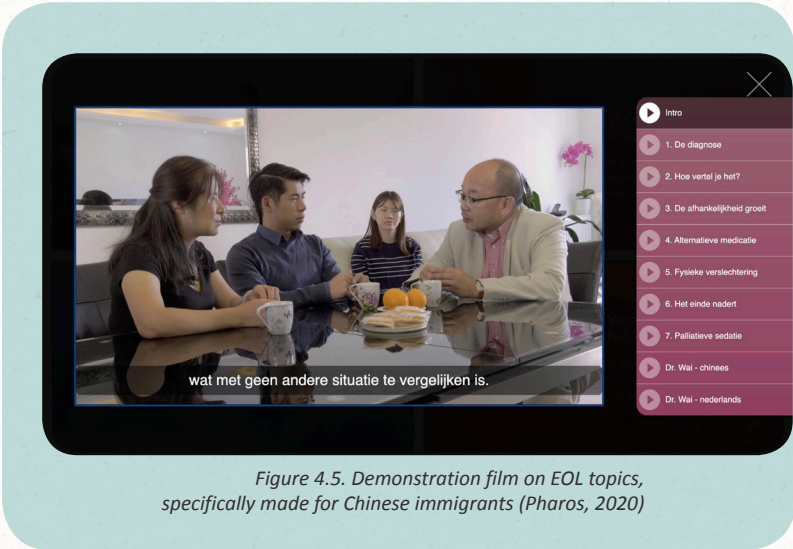 Intro
1. De diagnose
2. Hoe vertel je het?
3. De afhankelijkheid groeit
4. Alternatieve medicatie
5. Fysieke verslechtering
6. Het einde nadert
7. Palliatieve sedatie
Dr. Wai - chinees
Dr. Wai - nederlands
wat met geen andere situatie te vergelijken is.
Figure 4.5. Demonstration film on EOL topics,
specifically made for Chinese immigrants (Pharos, 2020)